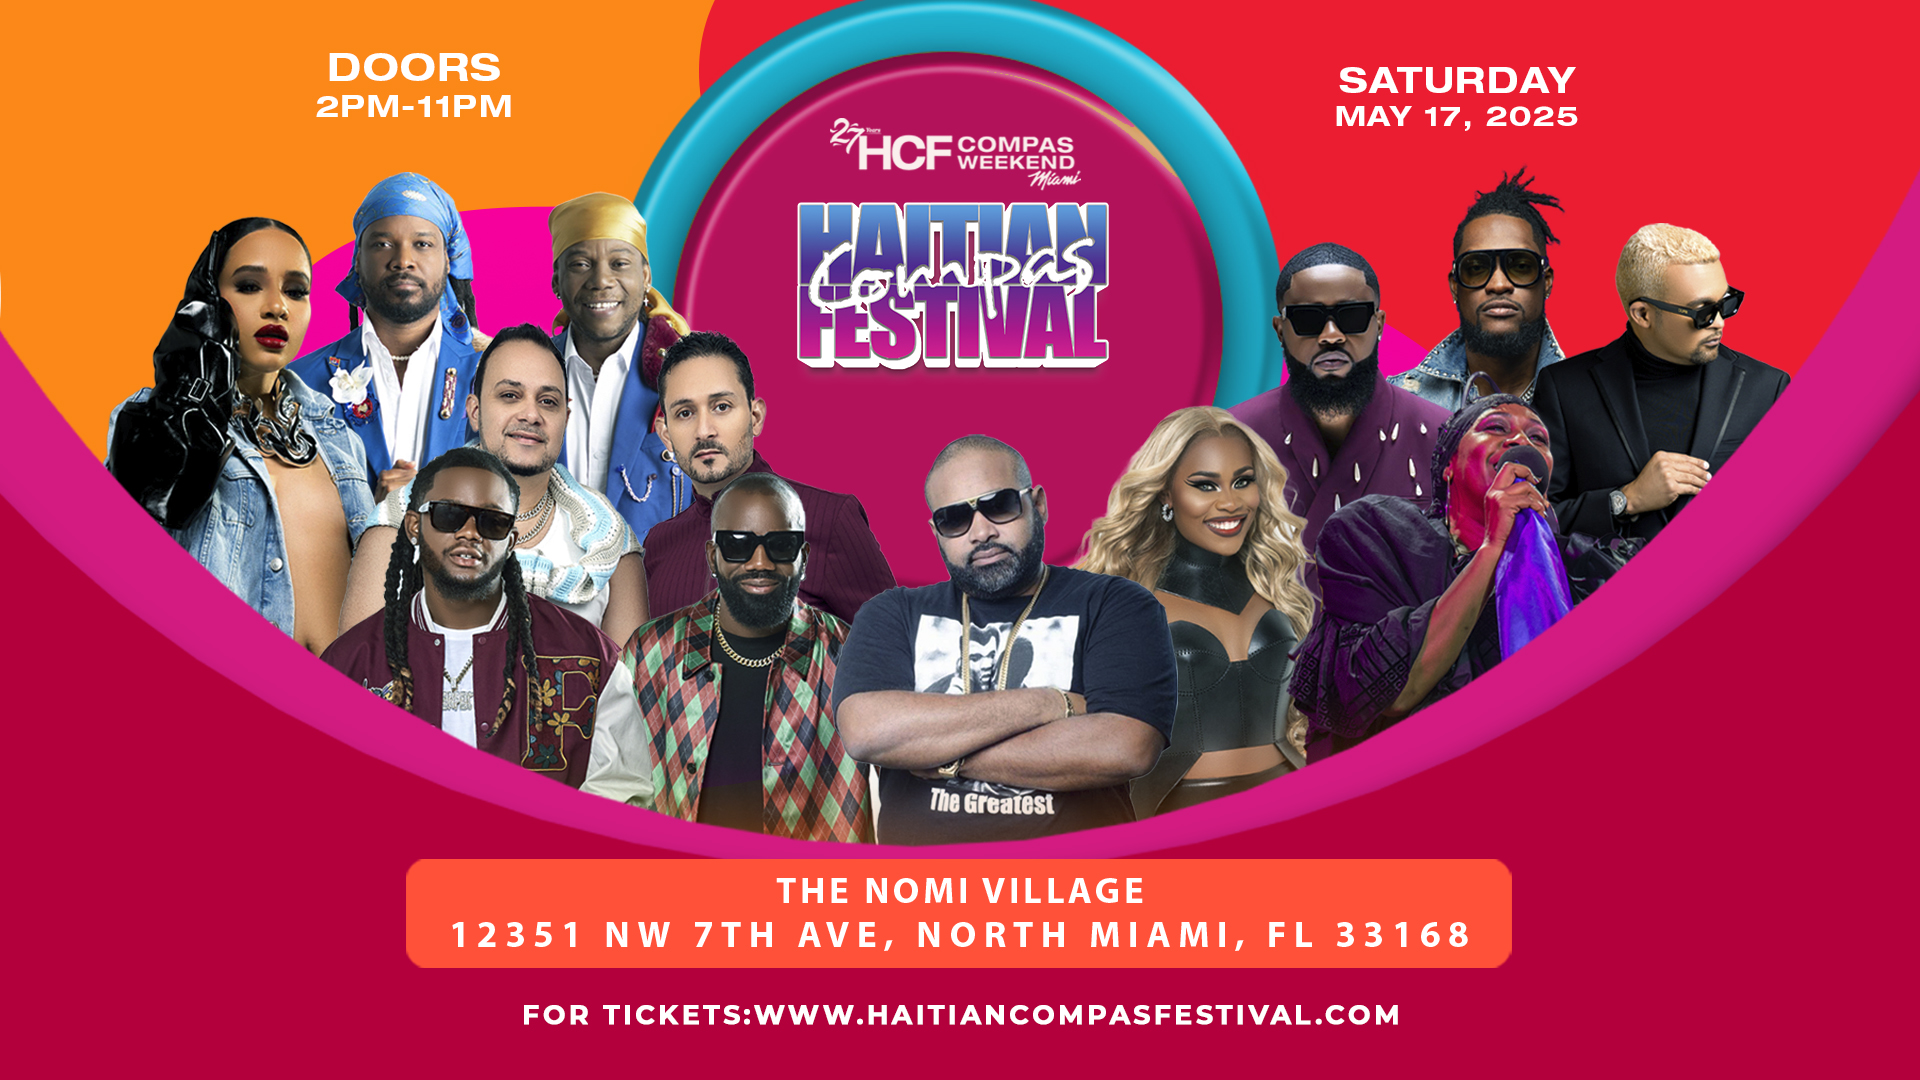 DOORS
2PM-11PM
SATURDAY
MAY 17, 2025
27 Years
HCF COMPAS
WEEKEND
Miami
HAITIAN
Compas
FESTIVAL
The Greatest
THE NOMI VILLAGE
12351 NW 7TH AVE, NORTH MIAMI, FL 33168
FOR TICKETS:WWW.HAITIANCOMPASFESTIVAL.COM